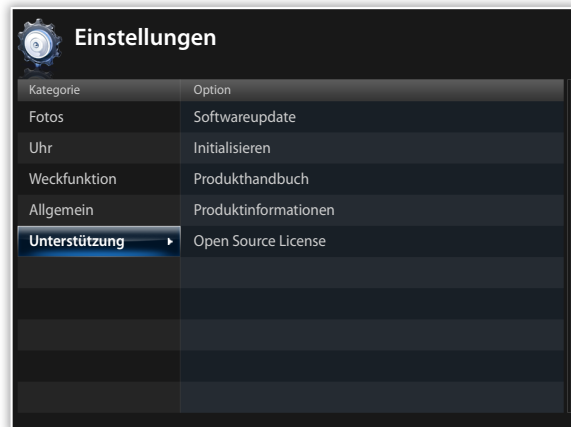 Einstellungen
Kategorie Option
Fotos Softwareupdate
Uhr Initialisieren
Weckfunktion Produkthandbuch
Allgemein Produktinformationen
Unterstützung Open Source License